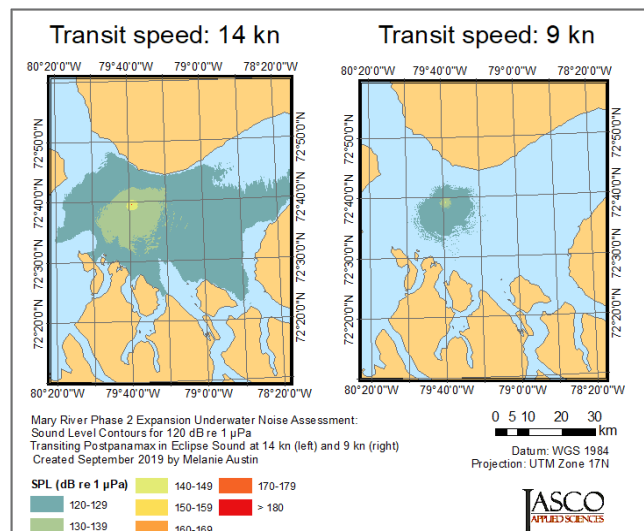 Transit speed: 14 kn
Transit speed: 9 kn
80°20'0"W 79°40'0"W 79°0'0"W 78°20'0"W
80°20'0"W 79°40'0"W 79°0'0"W 78°20'0"W
72°50'0"N
72°40'0"N
72°30'0"N
72°20'0"N
72°50'0"N
72°40'0"N
72°30'0"N
72°20'0"N
72°50'0"N
72°40'0"N
72°30'0"N
72°20'0"N
72°50'0"N
72°40'0"N
72°30'0"N
72°20'0"N
80°20'0"W 79°40'0"W 79°0'0"W 78°20'0"W
80°20'0"W 79°40'0"W 79°0'0"W 78°20'0"W
Mary River Phase 2 Expansion Underwater Noise Assessment:
Sound Level Contours for 120 dB re 1 µPa
Transiting Postpanamax in Eclipse Sound at 14 kn (left) and 9 kn (right)
Created September 2019 by Melanie Austin
0 5 10 20 30
km
Datum: WGS 1984
Projection: UTM Zone 17N
SPL (dB re 1 µPa)
120-129
130-139
140-149
150-159
160-169
170-179
> 180
JASCO
APPLIED SCIENCES